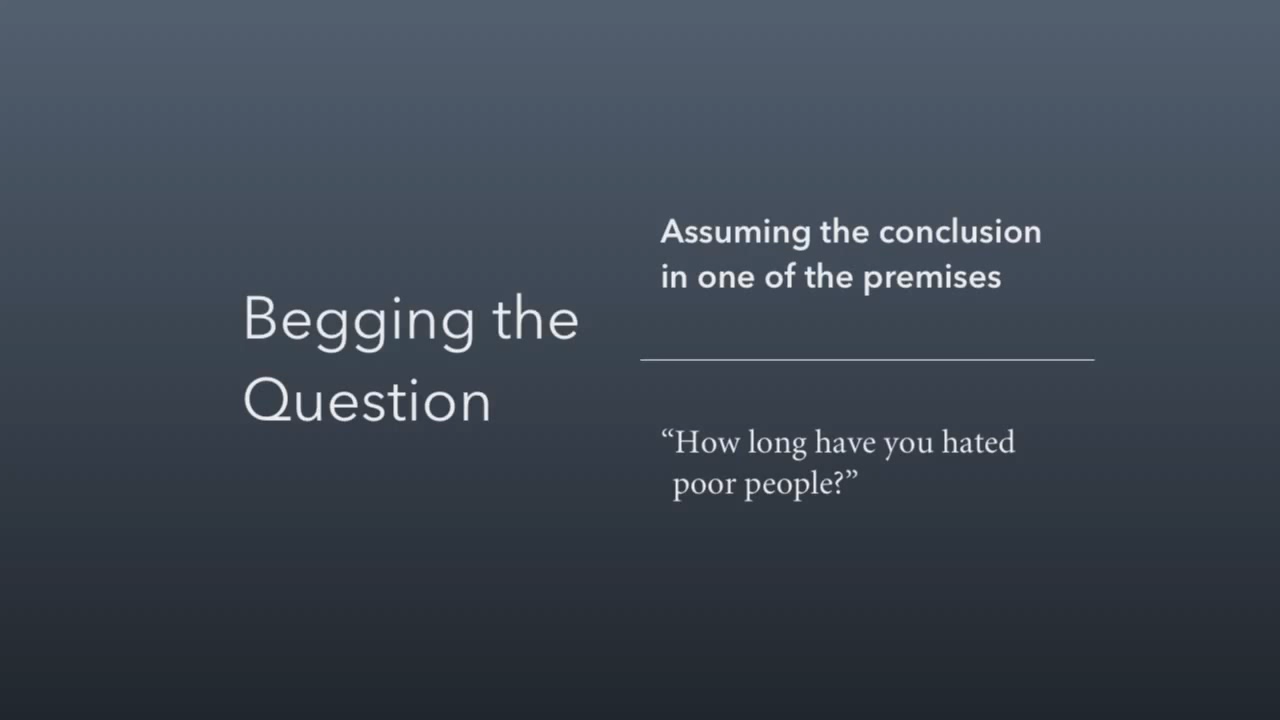 Begging the
Question
Assuming the conclusion
in one of the premises
“How long have you hated
poor people?”